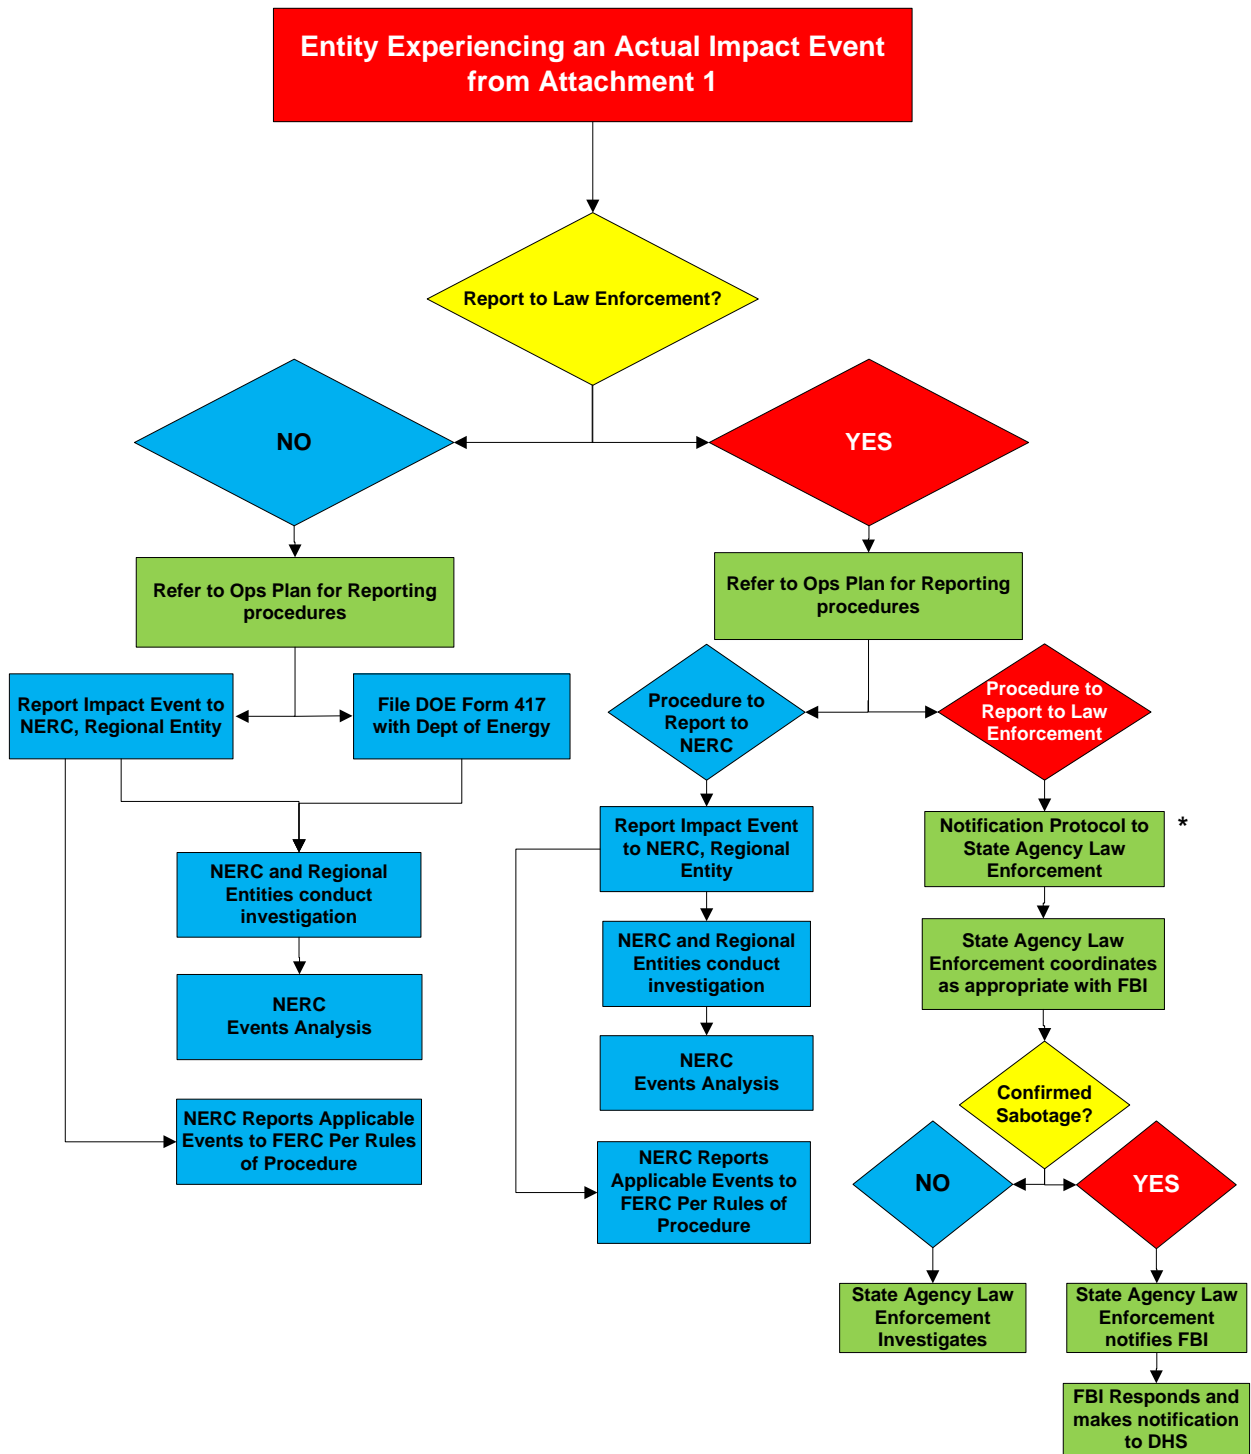 Entity Experiencing an Actual Impact Event
from Attachment 1
Report to Law Enforcement?
NO
YES
Refer to Ops Plan for Reporting
procedures
Refer to Ops Plan for Reporting
procedures
Report Impact Event to
NERC, Regional Entity
File DOE Form 417
with Dept of Energy
Procedure to
Report to
NERC
Procedure to
Report to Law
Enforcement
NERC and Regional
Entities conduct
investigation
NERC
Events Analysis
NERC Reports Applicable
Events to FERC Per Rules
of Procedure
Report Impact Event
to NERC, Regional
Entity
NERC and Regional
Entities conduct
investigation
NERC
Events Analysis
NERC Reports
Applicable Events to
FERC Per Rules of
Procedure
Notification Protocol to
State Agency Law
Enforcement
*
State Agency Law
Enforcement coordinates
as appropriate with FBI
Confirmed
Sabotage?
NO
YES
State Agency Law
Enforcement
Investigates
State Agency Law
Enforcement
notifies FBI
FBI Responds and
makes notification
to DHS